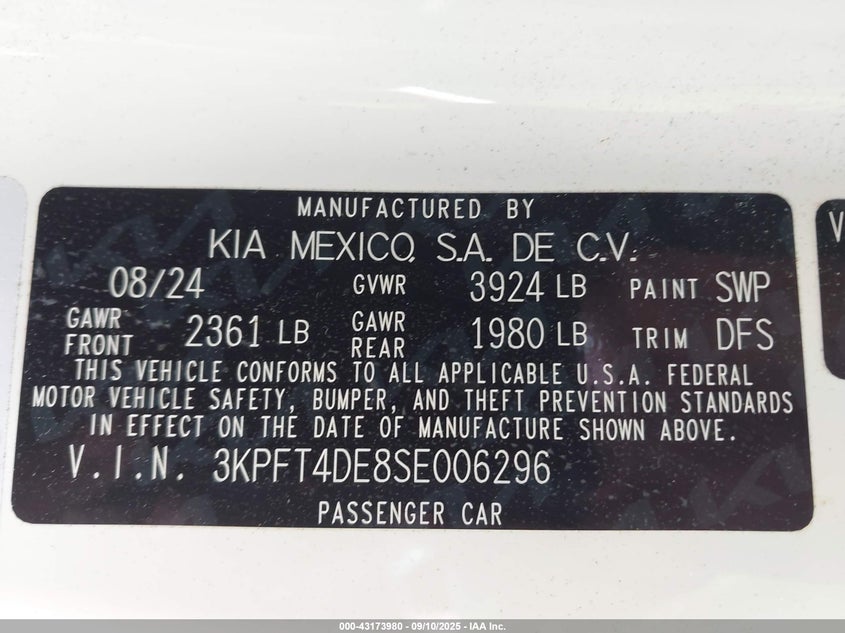 MANUFACTURED BY
KIA MEXICO, S.A. DE C.V.
08/24 GVWR 3924 LB PAINT SWP
GAWR FRONT 2361 LB GAWR REAR 1980 LB TRIM DFS
THIS VEHICLE CONFORMS TO ALL APPLICABLE U.S.A. FEDERAL
MOTOR VEHICLE SAFETY, BUMPER, AND THEFT PREVENTION STANDARDS
IN EFFECT ON THE DATE OF MANUFACTURE SHOWN ABOVE.
V.I.N. 3KPFT4DE8SE006296
PASSENGER CAR
V
000-43173980 - 09/10/2025 - IAA Inc.